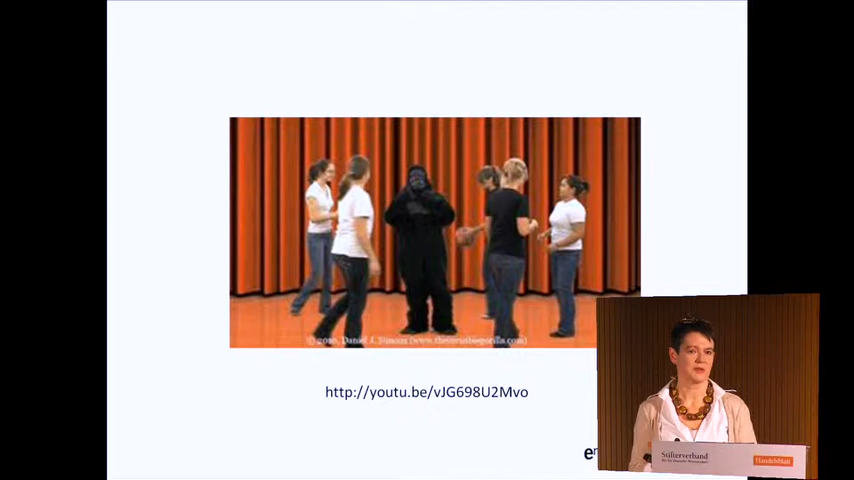 © 2010, Daniel J. Simons (www.theinvisiblegorilla.com)
http://youtu.be/vJG698U2Mvo
Stifterverband
Handelsblatt